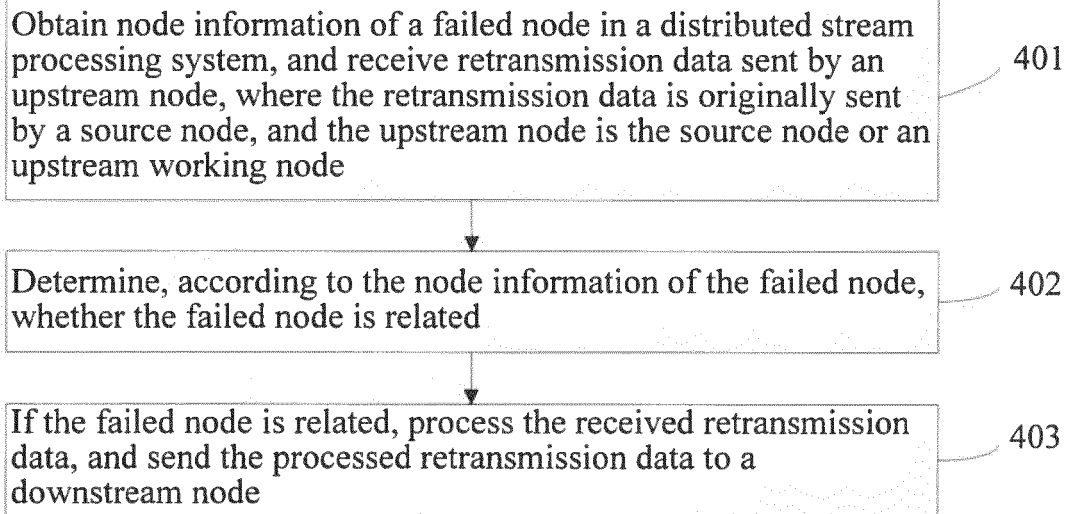 Obtain node information of a failed node in a distributed stream
processing system, and receive retransmission data sent by an
upstream node, where the retransmission data is originally sent
by a source node, and the upstream node is the source node or an
upstream working node
401
Determine, according to the node information of the failed node,
whether the failed node is related
402
If the failed node is related, process the received retransmission
data, and send the processed retransmission data to a
downstream node
403